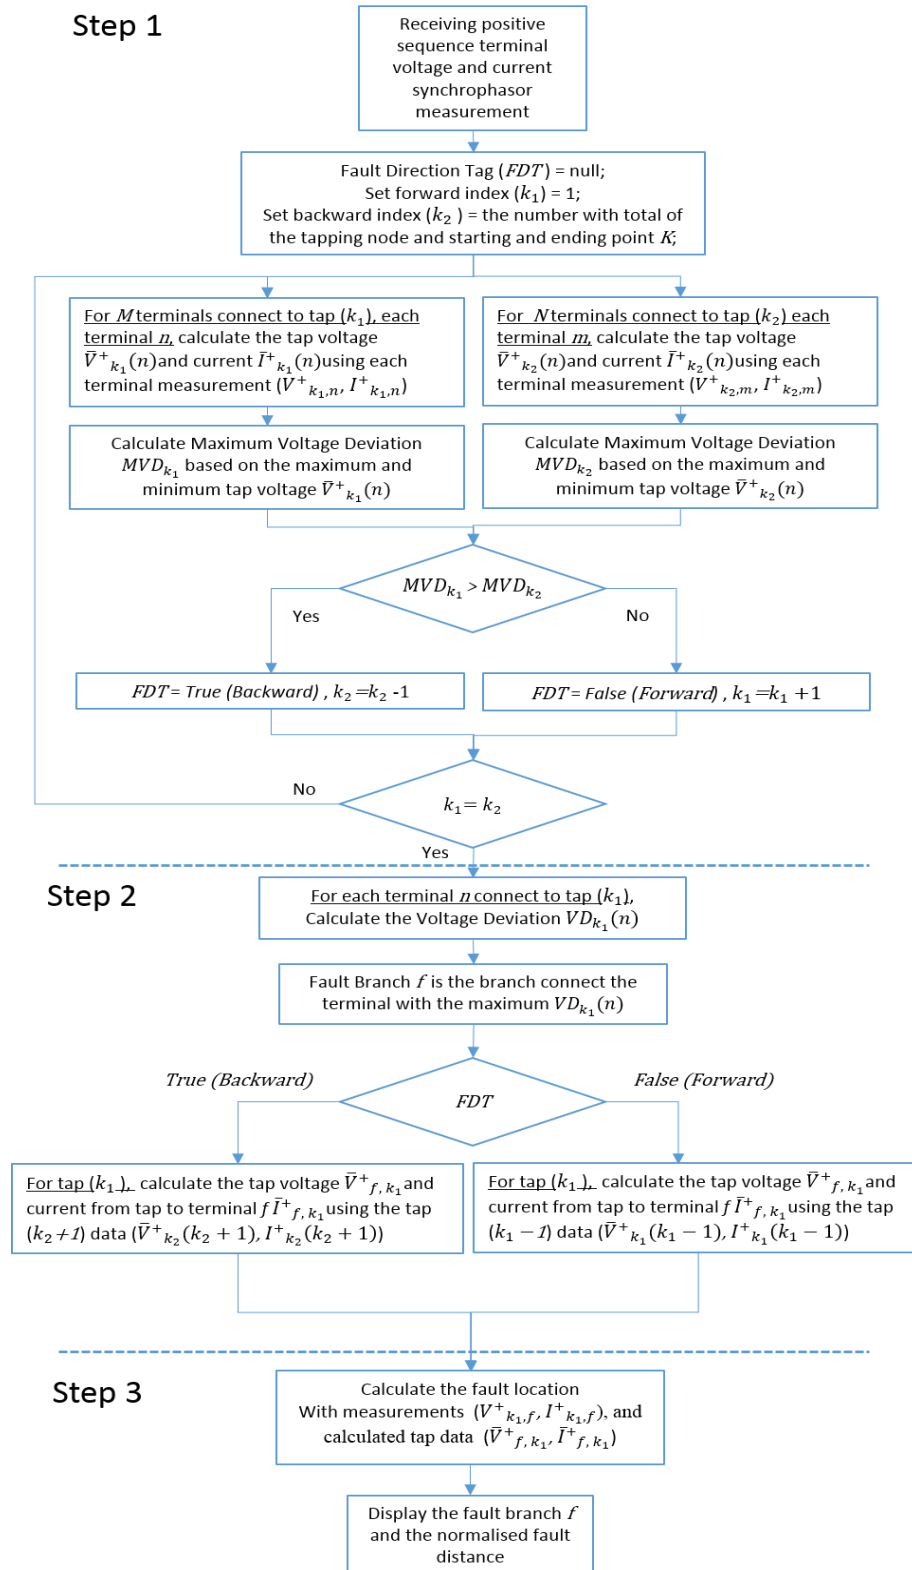 Step 1
Receiving positive
sequence terminal
voltage and current
synchrophasor
measurement
Fault Direction Tag (FDT) = null;
Set forward index (k₁) = 1;
Set backward index (k₂ ) = the number with total of
the tapping node and starting and ending point K;
For M terminals connect to tap (k₁), each
terminal n, calculate the tap voltage
V̄⁺ₖ₁(n) and current Ī⁺ₖ₁(n) using each
terminal measurement (V⁺ₖ₁,ₙ, I⁺ₖ₁,ₙ)
For N terminals connect to tap (k₂) each
terminal m, calculate the tap voltage
V̄⁺ₖ₂(n) and current Ī⁺ₖ₂(n) using each
terminal measurement (V⁺ₖ₂,ₘ, I⁺ₖ₂,ₘ)
Calculate Maximum Voltage Deviation
MVDₖ₁ based on the maximum and
minimum tap voltage V̄⁺ₖ₁(n)
Calculate Maximum Voltage Deviation
MVDₖ₂ based on the maximum and
minimum tap voltage V̄⁺ₖ₂(n)
MVDₖ₁ > MVDₖ₂
Yes
No
FDT = True (Backward) , k₂ =k₂ -1
FDT = False (Forward) , k₁ =k₁ + 1
No
k₁ = k₂
Yes
Step 2
For each terminal n connect to tap (k₁),
Calculate the Voltage Deviation VDₖ₁(n)
Fault Branch f is the branch connect the
terminal with the maximum VDₖ₁(n)
True (Backward)
False (Forward)
FDT
For tap (k₁ ), calculate the tap voltage V̄⁺f, k₁ and
current from tap to terminal f Ī⁺f, k₁ using the tap
(k₂+1) data (V̄⁺ₖ₂(k₂ + 1), I⁺ₖ₂(k₂ + 1))
For tap (k₁ ), calculate the tap voltage V̄⁺f, k₁ and
current from tap to terminal f Ī⁺f, k₁ using the tap
(k₁ − 1) data (V̄⁺ₖ₁(k₁ − 1), I⁺ₖ₁(k₁ − 1))
Step 3
Calculate the fault location
With measurements (V⁺ₖ₁,f, I⁺ₖ₁,f), and
calculated tap data (V̄⁺f, k₁, Ī⁺f, k₁)
Display the fault branch f
and the normalised fault
distance